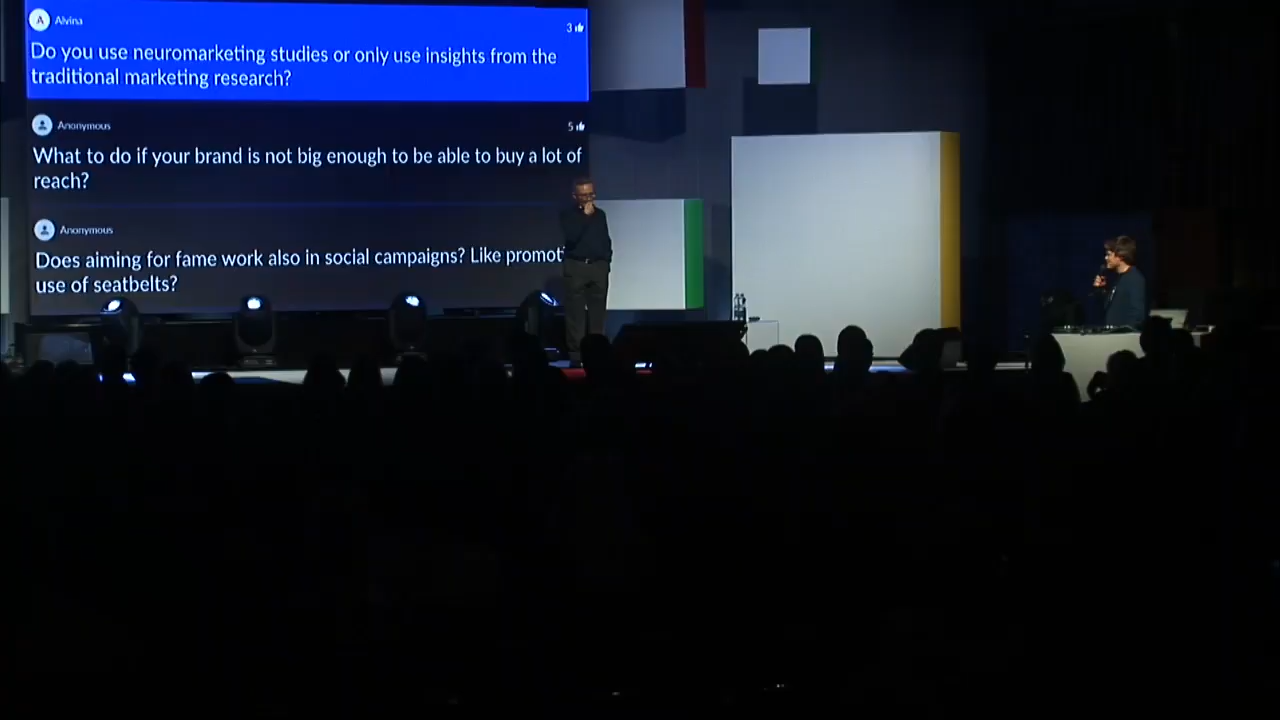 A
Alvina
3
Do you use neuromarketing studies or only use insights from the
traditional marketing research?
Anonymous
5
What to do if your brand is not big enough to be able to buy a lot of
reach?
Anonymous
Does aiming for fame work also in social campaigns? Like promoti
use of seatbelts?